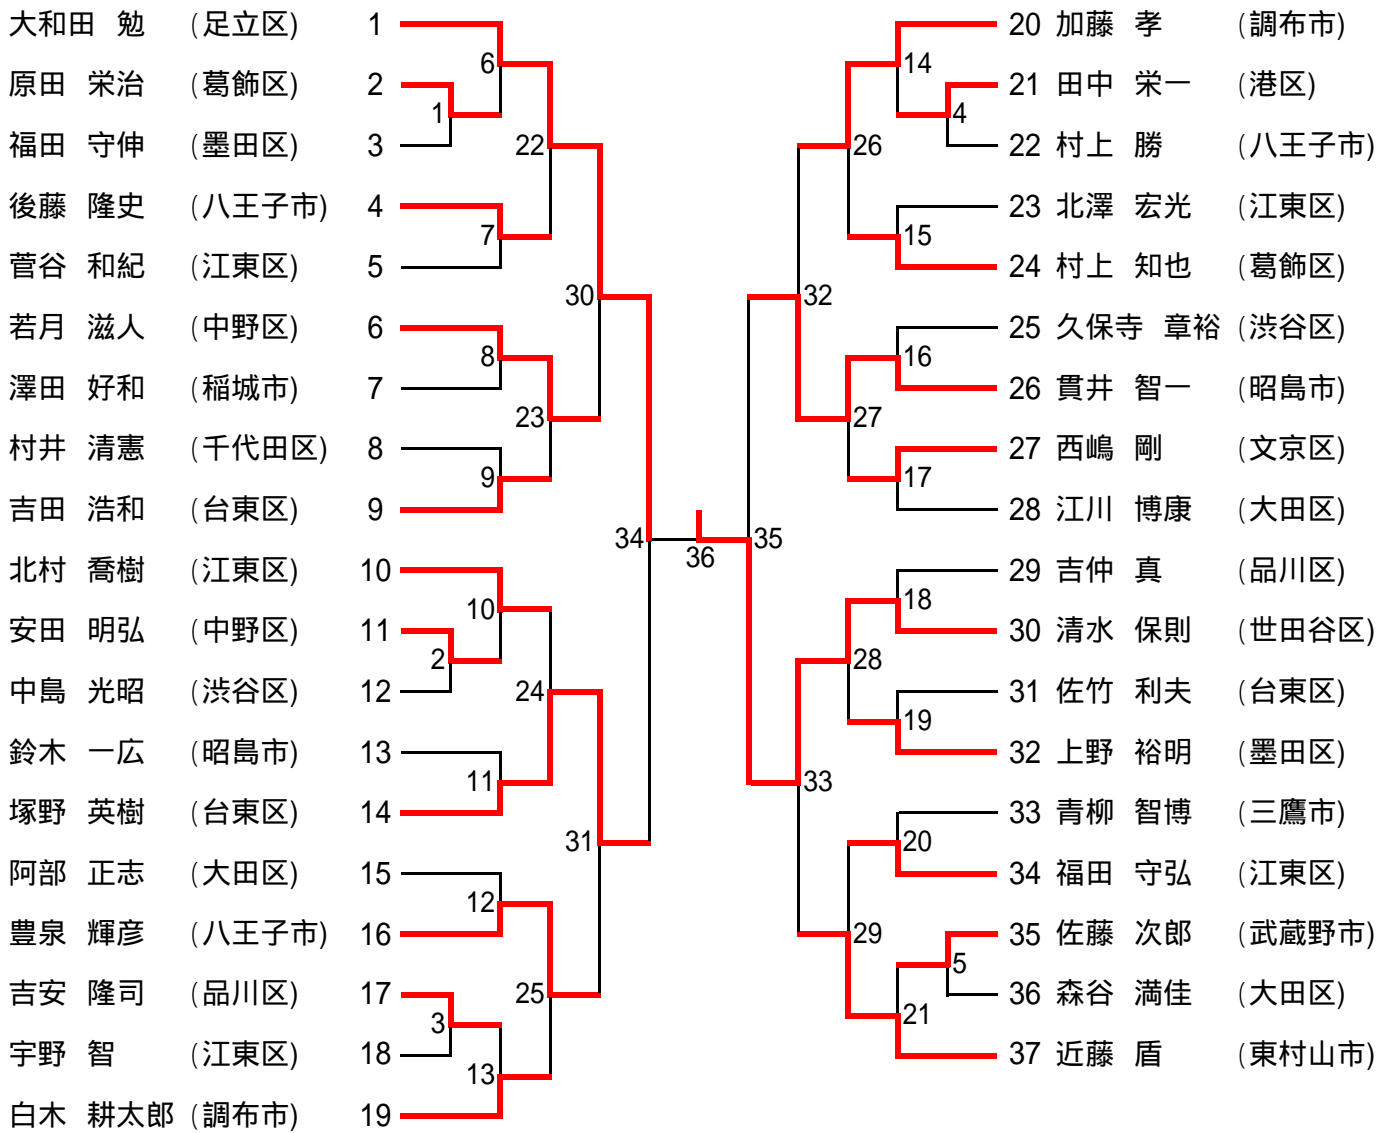 大和田 勉 (足立区) 1
原田 栄治 (葛飾区) 2
福田 守伸 (墨田区) 3
後藤 隆史 (八王子市) 4
菅谷 和紀 (江東区) 5
若月 滋人 (中野区) 6
澤田 好和 (稲城市) 7
村井 清憲 (千代田区) 8
吉田 浩和 (台東区) 9
北村 喬樹 (江東区) 10
安田 明弘 (中野区) 11
中島 光昭 (渋谷区) 12
鈴木 一広 (昭島市) 13
塚野 英樹 (台東区) 14
阿部 正志 (大田区) 15
豊泉 輝彦 (八王子市) 16
吉安 隆司 (品川区) 17
宇野 智 (江東区) 18
白木 耕太郎 (調布市) 19
6
1
22
7
30
8
23
9
34
10
2
24
11
31
12
25
3
13
36
14
4
26
15
32
16
27
17
35
18
28
19
33
20
29
5
21
20 加藤 孝 (調布市)
21 田中 栄一 (港区)
22 村上 勝 (八王子市)
23 北澤 宏光 (江東区)
24 村上 知也 (葛飾区)
25 久保寺 章裕 (渋谷区)
26 貫井 智一 (昭島市)
27 西嶋 剛 (文京区)
28 江川 博康 (大田区)
29 吉仲 真 (品川区)
30 清水 保則 (世田谷区)
31 佐竹 利夫 (台東区)
32 上野 裕明 (墨田区)
33 青柳 智博 (三鷹市)
34 福田 守弘 (江東区)
35 佐藤 次郎 (武蔵野市)
36 森谷 満佳 (大田区)
37 近藤 盾 (東村山市)